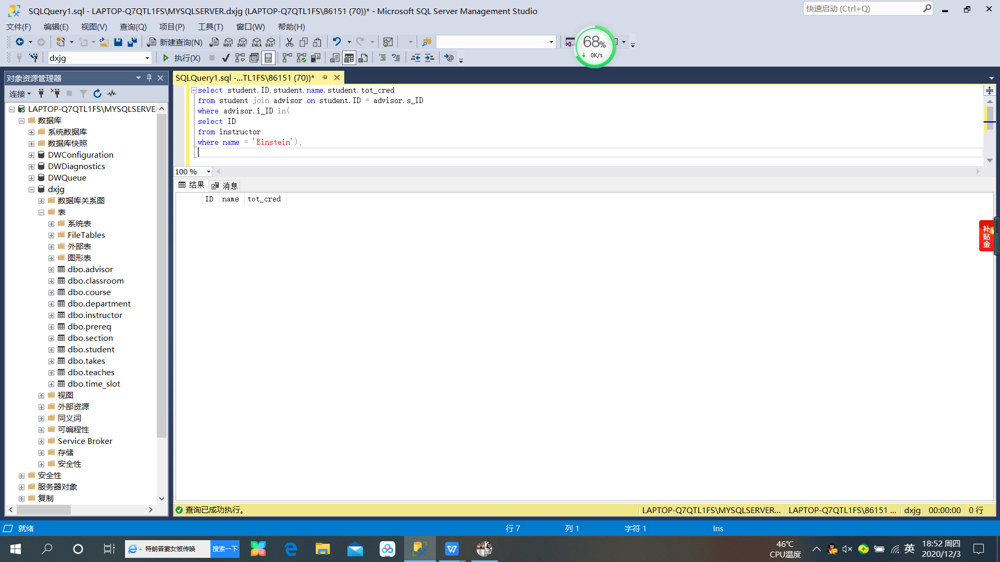 SQLQuery1.sql - LAPTOP-Q7QTL1FS\MYSQLSERVER.dxjg (LAPTOP-Q7QTL1FS\86151 (70))* - Microsoft SQL Server Management Studio
快速启动 (Ctrl+Q)
文件(F) 编辑(E) 视图(V) 查询(Q) 项目(P) 工具(T) 窗口(W) 帮助(H)
新建查询(N) MDX DMX XMLA DAX
68%
0K/s
dxjg 执行(X)
对象资源管理器
连接
LAPTOP-Q7QTL1FS\MYSQLSERVE
数据库
系统数据库
数据库快照
DWConfiguration
DWDiagnostics
DWQueue
dxjg
数据库关系图
表
系统表
FileTables
外部表
图形表
dbo.advisor
dbo.classroom
dbo.course
dbo.department
dbo.instructor
dbo.prereq
dbo.section
dbo.student
dbo.takes
dbo.teaches
dbo.time_slot
视图
外部资源
同义词
可编程性
Service Broker
存储
安全性
安全性
服务器对象
复制
SQLQuery1.sql -...TL1FS\86151 (70))*
select student.ID,student.name,student.tot_cred
from student join advisor on student.ID = advisor.s_ID
where advisor.i_ID in(
select ID
from instructor
where name = 'Einstein');
100 %
结果 消息
ID name tot_cred
补贴金
查询已成功执行。 LAPTOP-Q7QTL1FS\MYSQLSERVER... LAPTOP-Q7QTL1FS\86151 ... dxjg 00:00:00 0 行
就绪 行 7 列 1 字符 1 Ins
特朗普妻女被传唤 搜索一下
46℃
CPU温度
英
18:52 周四
2020/12/3